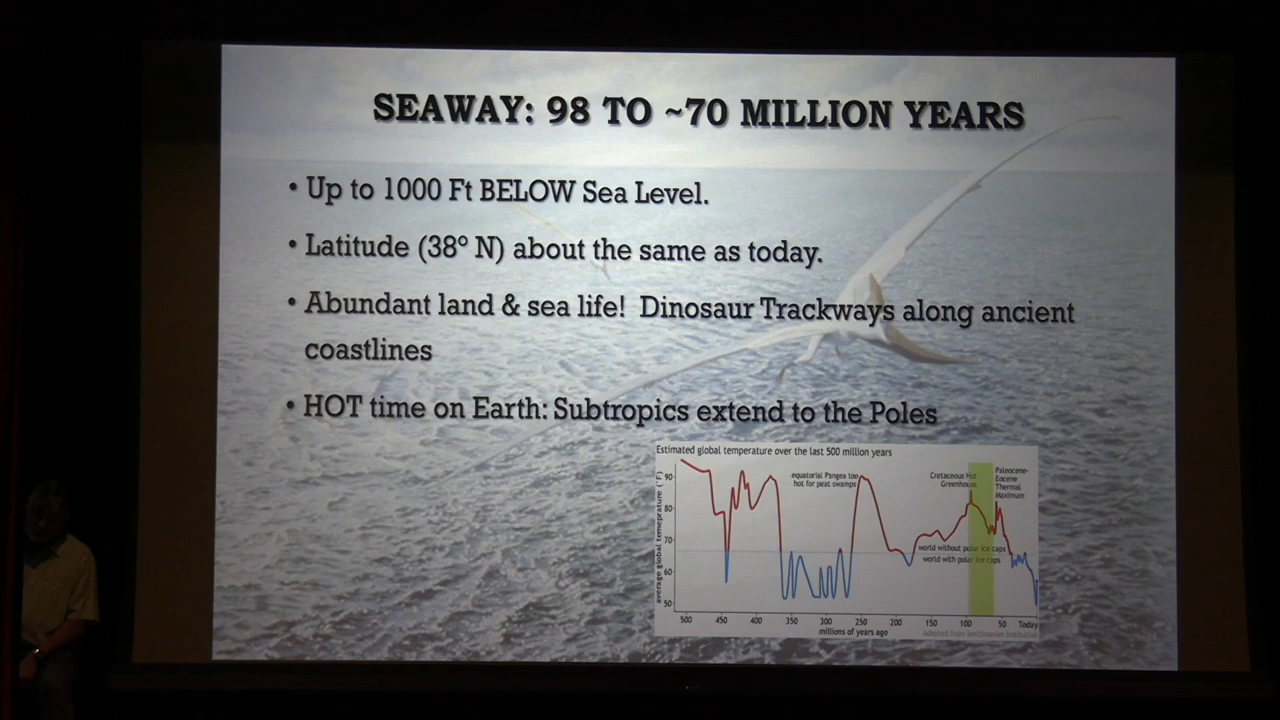 SEAWAY: 98 TO ~70 MILLION YEARS
• Up to 1000 Ft BELOW Sea Level.
• Latitude (38° N) about the same as today.
• Abundant land & sea life! Dinosaur Trackways along ancient
coastlines
• HOT time on Earth: Subtropics extend to the Poles
Estimated global temperature over the last 500 million years
average global temeprature (°F)
90
80
70
60
50
equatorial Pangea too
hot for peat swamps
Cretaceous Hot
Greenhouse
Paleocene-
Eocene
Thermal
Maximum
world without polar ice caps
world with polar ice caps
500 450 400 350 300 250 200 150 100 50 Today
millions of years ago
Adapted from Smithsonian Institution